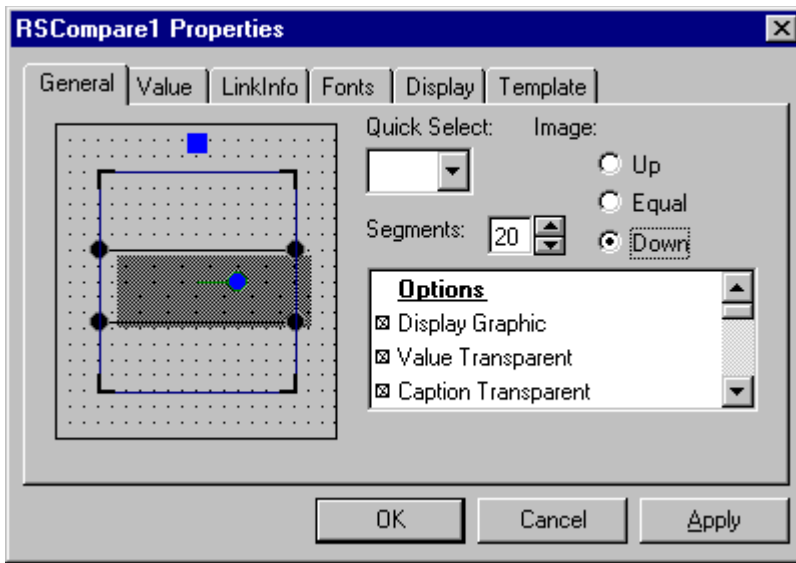 RSCompare1 Properties
General Value LinkInfo Fonts Display Template
Quick Select: Image:
Up
Equal
Segments: 20 Down
Options
Display Graphic
Value Transparent
Caption Transparent
OK Cancel Apply